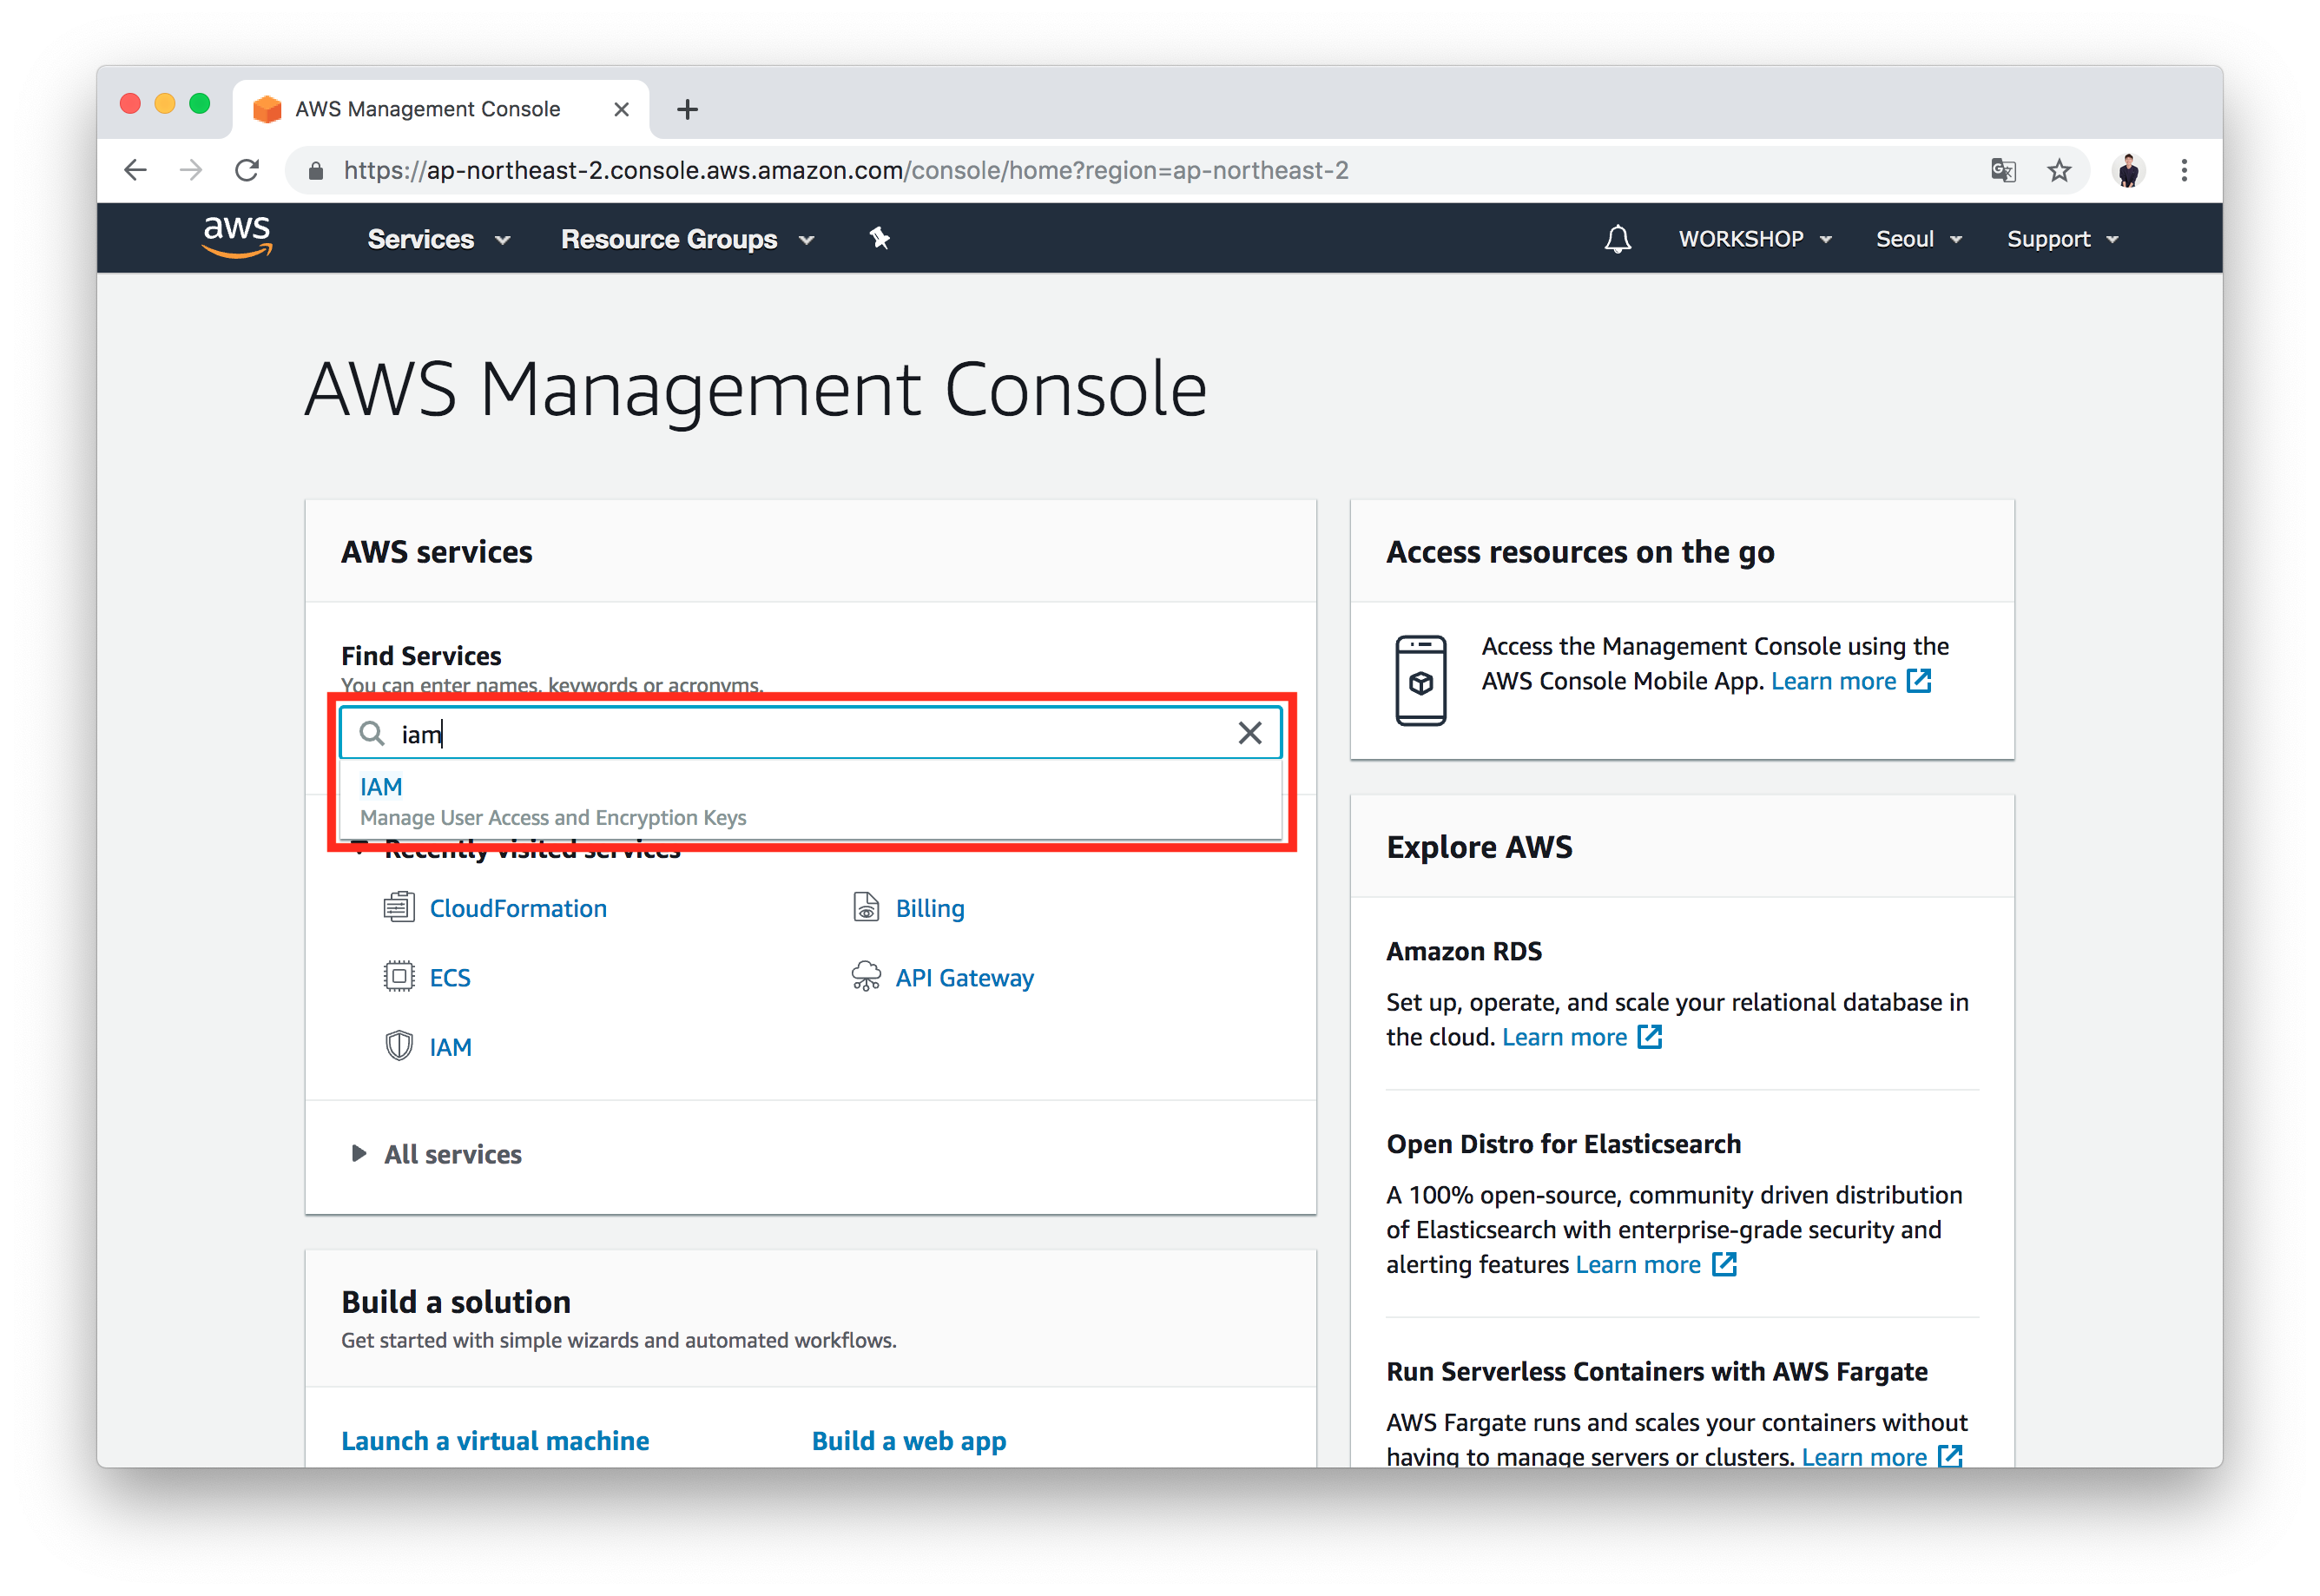 AWS Management Console
https://ap-northeast-2.console.aws.amazon.com/console/home?region=ap-northeast-2
aws
Services
Resource Groups
WORKSHOP
Seoul
Support
AWS Management Console
AWS services
Find Services
You can enter names, keywords or acronyms.
iam
IAM
Manage User Access and Encryption Keys
Recently visited services
CloudFormation
Billing
ECS
API Gateway
IAM
All services
Build a solution
Get started with simple wizards and automated workflows.
Launch a virtual machine
Build a web app
Access resources on the go
Access the Management Console using the
AWS Console Mobile App. Learn more
Explore AWS
Amazon RDS
Set up, operate, and scale your relational database in
the cloud. Learn more
Open Distro for Elasticsearch
A 100% open-source, community driven distribution
of Elasticsearch with enterprise-grade security and
alerting features Learn more
Run Serverless Containers with AWS Fargate
AWS Fargate runs and scales your containers without
having to manage servers or clusters. Learn more